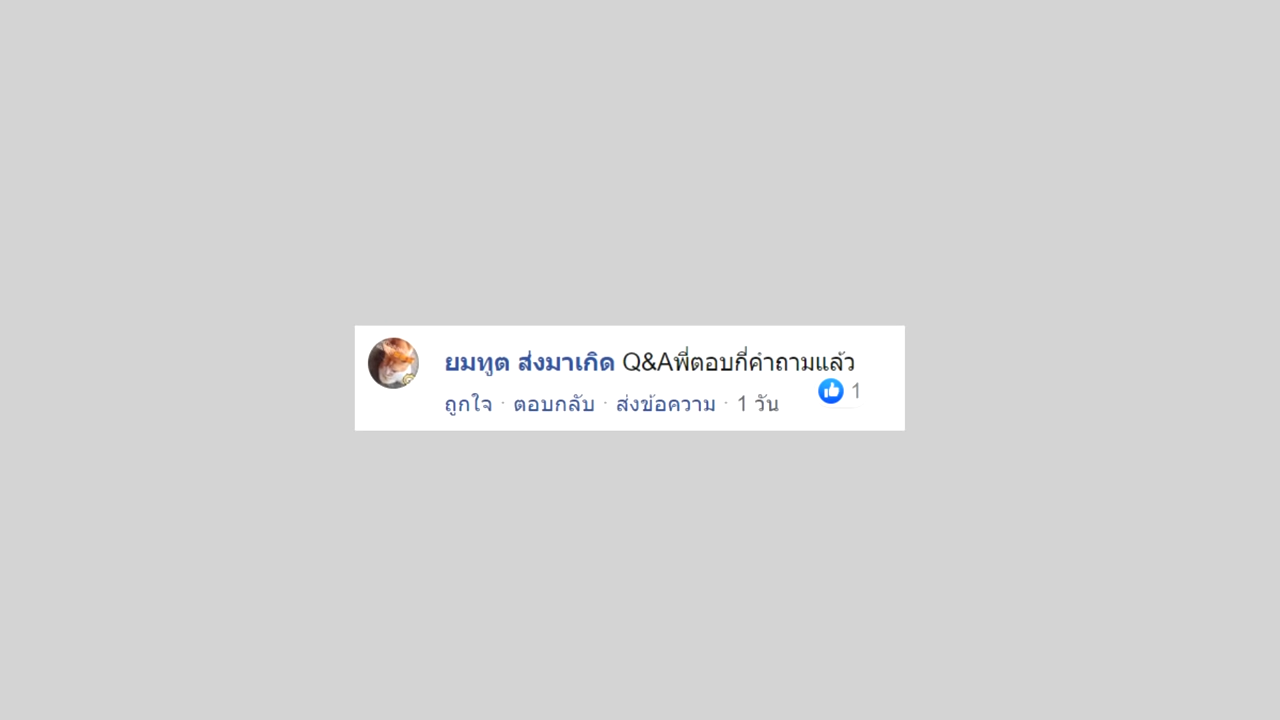 ยมทูต ส่งมาเกิด Q&Aพี่ตอบกี่คำถามแล้ว
ถูกใจ · ตอบกลับ · ส่งข้อความ · 1 วัน
1